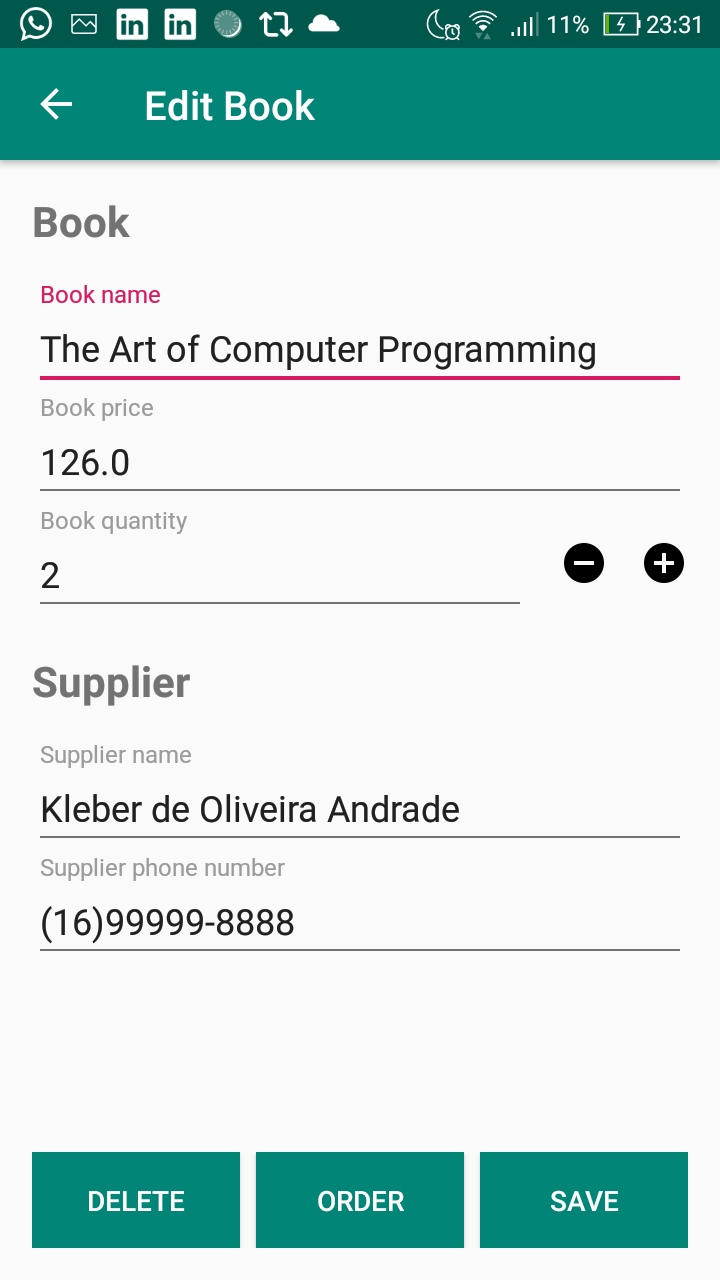 11% 23:31
Edit Book
Book
Book name
The Art of Computer Programming
Book price
126.0
Book quantity
2
Supplier
Supplier name
Kleber de Oliveira Andrade
Supplier phone number
(16)99999-8888
DELETE ORDER SAVE